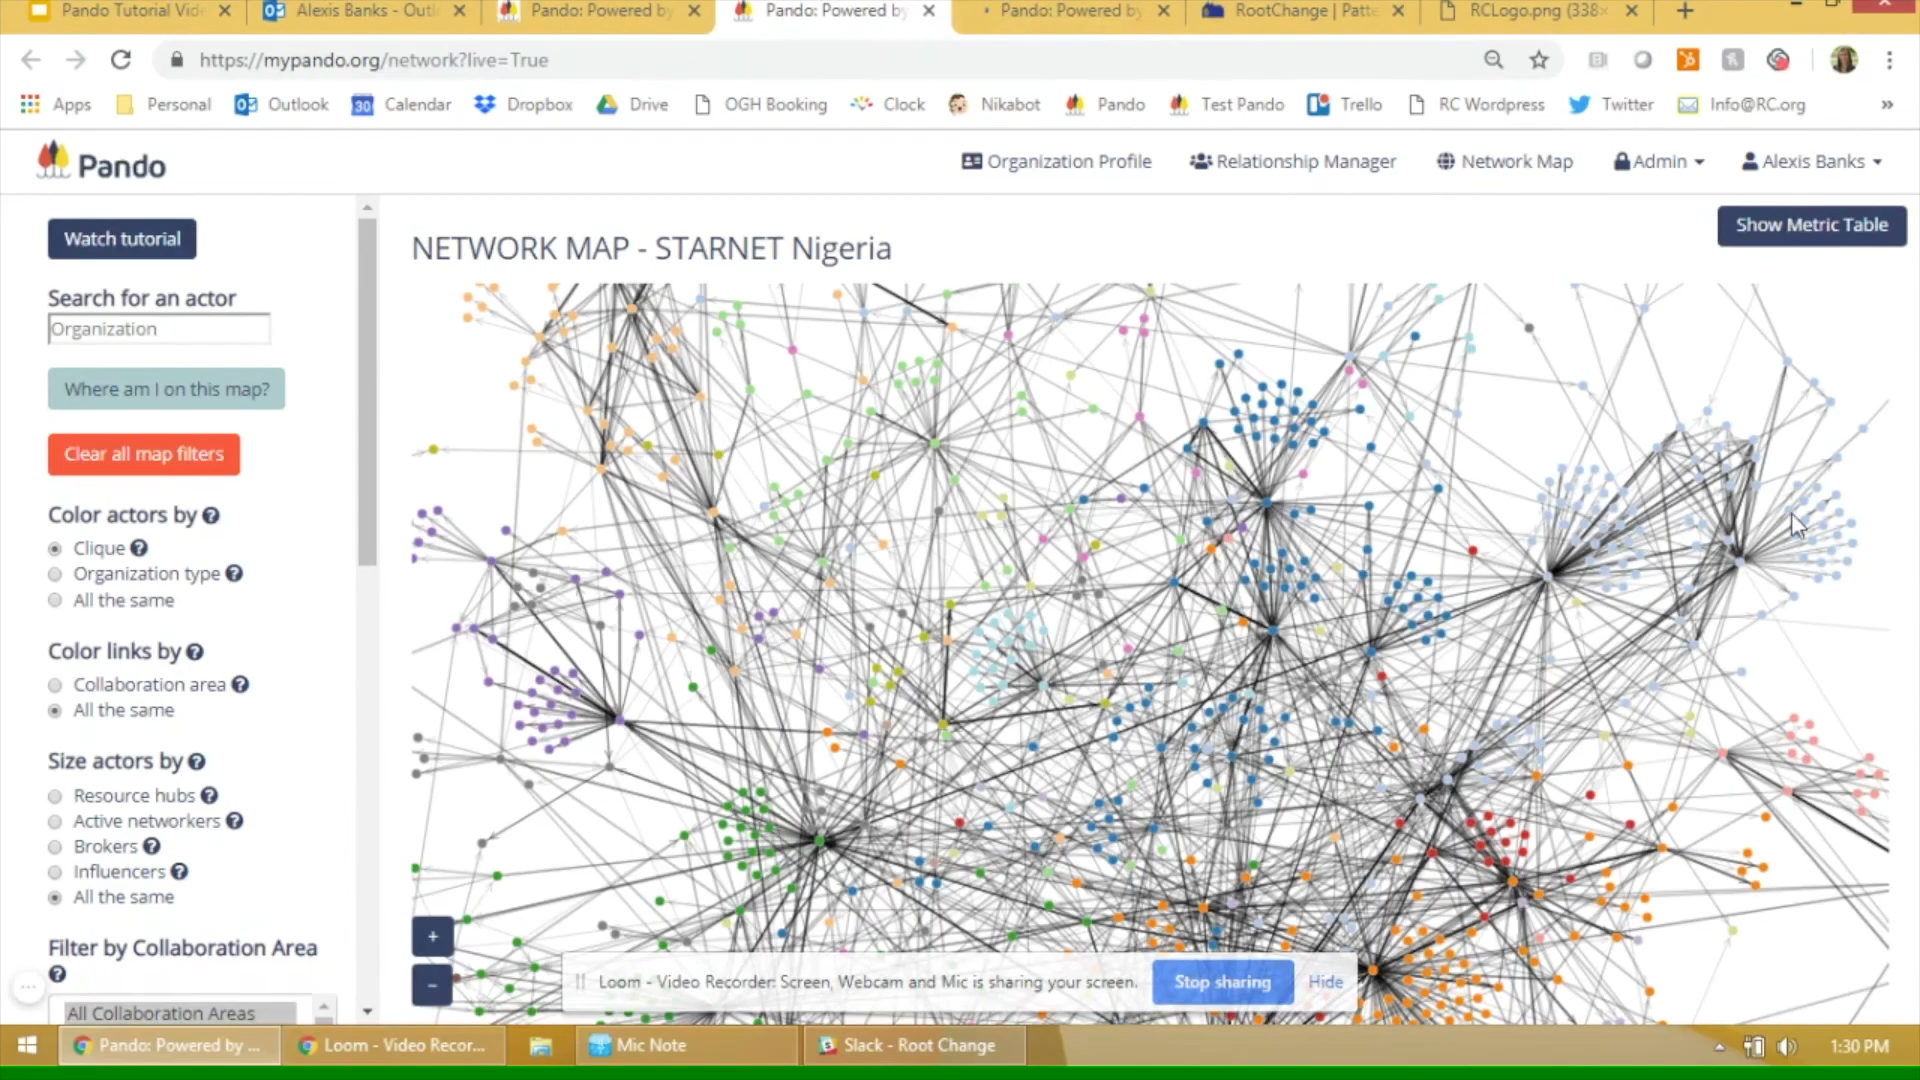 Pando Tutorial Vid
Alexis Banks - Outl
Pando: Powered by
Pando: Powered by
Pando: Powered by
RootChange | Patte
RCLogo.png (338×
https://mypando.org/network?live=True
Apps
Personal
Outlook
30
Calendar
Dropbox
Drive
OGH Booking
Clock
Nikabot
Pando
Test Pando
Trello
RC Wordpress
Twitter
Info@RC.org
»
Pando
Organization Profile
Relationship Manager
Network Map
Admin
Alexis Banks
Watch tutorial
Show Metric Table
NETWORK MAP - STARNET Nigeria
Search for an actor
Organization
Where am I on this map?
Clear all map filters
Color actors by ?
Clique ?
Organization type ?
All the same
Color links by ?
Collaboration area ?
All the same
Size actors by ?
Resource hubs ?
Active networkers ?
Brokers ?
Influencers ?
All the same
Filter by Collaboration Area
?
All Collaboration Areas
+
−
Loom - Video Recorder: Screen, Webcam and Mic is sharing your screen.
Stop sharing
Hide
Pando: Powered by ...
Loom - Video Recor...
Mic Note
Slack - Root Change
1:30 PM